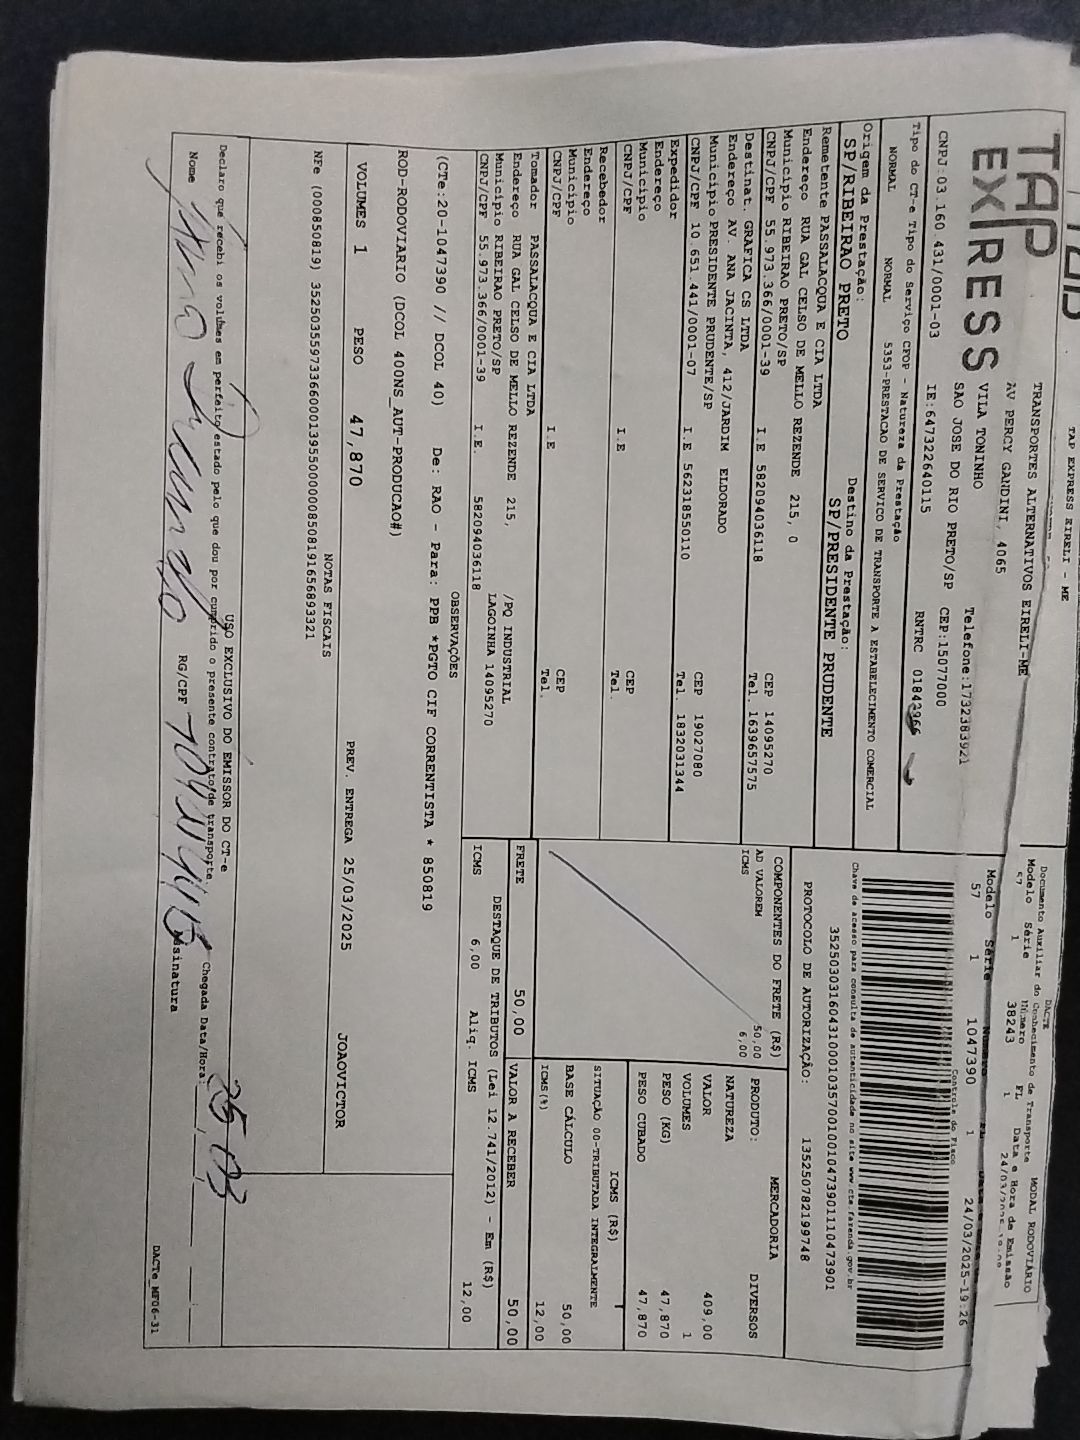 TAP EXPRESS EIRELI - ME
DACTE
Documento Auxiliar do Conhecimento de Transporte
MODAL RODOVIÁRIO
Modelo Série Número FL Data e Hora de Emissão
57 1 38243 1
TAP
EXPRESS
TRANSPORTES ALTERNATIVOS EIRELI-ME
AV PERCY GANDINI, 4065
VILA TONINHO
SAO JOSE DO RIO PRETO/SP
Telefone:1732383921
CEP:15077000
CNPJ:03.160.431/0001-03
IE:647322640115
RNTRC
Modelo Série
57 1 1047390 1 24/03/2025-19:26
Controle do Fisco
Tipo do CT-e Tipo do Serviço CFOP - Natureza da Prestação
NORMAL NORMAL 5353-PRESTACAO DE SERVICO DE TRANSPORTE A ESTABELECIMENTO COMERCIAL
Chave de acesso para consulta de autenticidade no site www.cte.fazenda.gov.br
35250303160431000103570010010473901110473901
Origem da Prestação: Destino da Prestação:
SP/RIBEIRAO PRETO SP/PRESIDENTE PRUDENTE
PROTOCOLO DE AUTORIZAÇÃO: 135250782199748
Remetente PASSALACQUA E CIA LTDA
Endereço RUA GAL CELSO DE MELLO REZENDE 215, 0
Município RIBEIRAO PRETO/SP CEP 14095270
CNPJ/CPF 55.973.366/0001-39 I.E 582094036118 Tel. 1639657575
Destinat. GRAFICA CS LTDA
Endereço AV. ANA JACINTA, 412/JARDIM ELDORADO
Município PRESIDENTE PRUDENTE/SP CEP 19027080
CNPJ/CPF 10.651.441/0001-07 I.E 562318550110 Tel. 1832031344
Expedidor
Endereço
Município CEP
CNPJ/CPF I.E Tel.
Recebedor
Endereço
Município CEP
CNPJ/CPF I.E Tel.
Tomador PASSALACQUA E CIA LTDA
Endereço RUA GAL CELSO DE MELLO REZENDE 215, /PQ INDUSTRIAL
Município RIBEIRAO PRETO/SP LAGOINHA 14095270
CNPJ/CPF 55.973.366/0001-39 I.E. 582094036118
COMPONENTES DO FRETE (R$)
AD VALOREM 50,00
ICMS 6,00
PRODUTO: MERCADORIA
NATUREZA DIVERSOS
VALOR 409,00
VOLUMES 1
PESO (KG) 47,870
PESO CUBADO 47,870
ICMS (R$)
SITUAÇÃO 00-TRIBUTADA INTEGRALMENTE
BASE CÁLCULO 50,00
ICMS(%) 12,00
FRETE 50,00 VALOR A RECEBER 50,00
DESTAQUE DE TRIBUTOS (Lei 12.741/2012) - Em (R$)
ICMS 6,00 Aliq. ICMS 12,00
OBSERVAÇÕES
(CTe:20-1047390 // DCOL 40) De: RAO - Para: PPB *PGTO CIF CORRENTISTA * 850819
ROD-RODOVIARIO (DCOL 400NS_AUT-PRODUCAO#)
VOLUMES 1 PESO 47,870 PREV. ENTREGA 25/03/2025 JOAOVICTOR
NOTAS FISCAIS
NFe (000850819) 35250355973366000139550000008508191656893321
USO EXCLUSIVO DO EMISSOR DO CT-e
Declaro que recebi os volumes em perfeito estado pelo que dou por cumprido o presente contrato de transporte
Chegada Data/Hora: 25,03
Nome RG/CPF Assinatura
DACTe_MF06-31